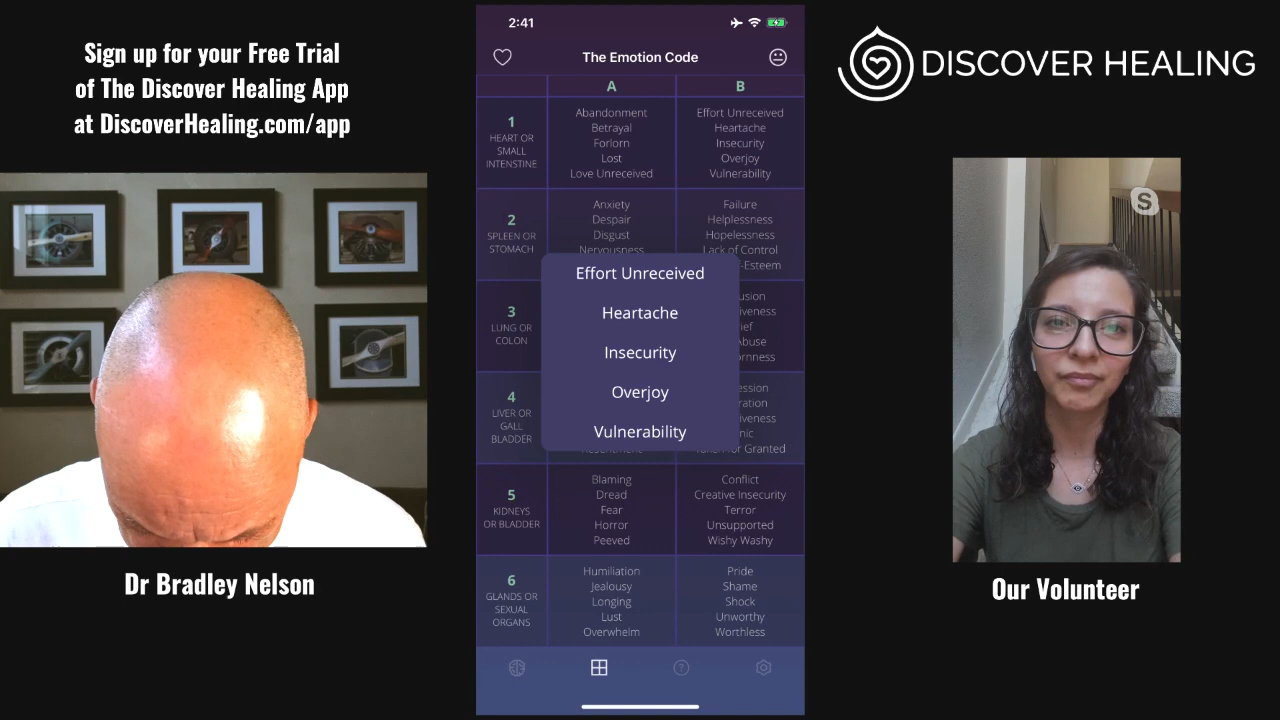 Sign up for your Free Trial
of The Discover Healing App
at DiscoverHealing.com/app
Dr Bradley Nelson
2:41
The Emotion Code
A
B
1
HEART OR
SMALL
INTENSTINE
Abandonment
Betrayal
Forlorn
Lost
Love Unreceived
Effort Unreceived
Heartache
Insecurity
Overjoy
Vulnerability
2
SPLEEN OR
STOMACH
Anxiety
Despair
Disgust
Nervousness
Failure
Helplessness
Hopelessness
Lack of Control
-Esteem
Effort Unreceived
Heartache
Insecurity
Overjoy
Vulnerability
3
LUNG OR
COLON
4
LIVER OR
GALL
BLADDER
for Granted
5
KIDNEYS
OR BLADDER
Blaming
Dread
Fear
Horror
Peeved
Conflict
Creative Insecurity
Terror
Unsupported
Wishy Washy
6
GLANDS OR
SEXUAL
ORGANS
Humiliation
Jealousy
Longing
Lust
Overwhelm
Pride
Shame
Shock
Unworthy
Worthless
DISCOVER HEALING
S
Our Volunteer